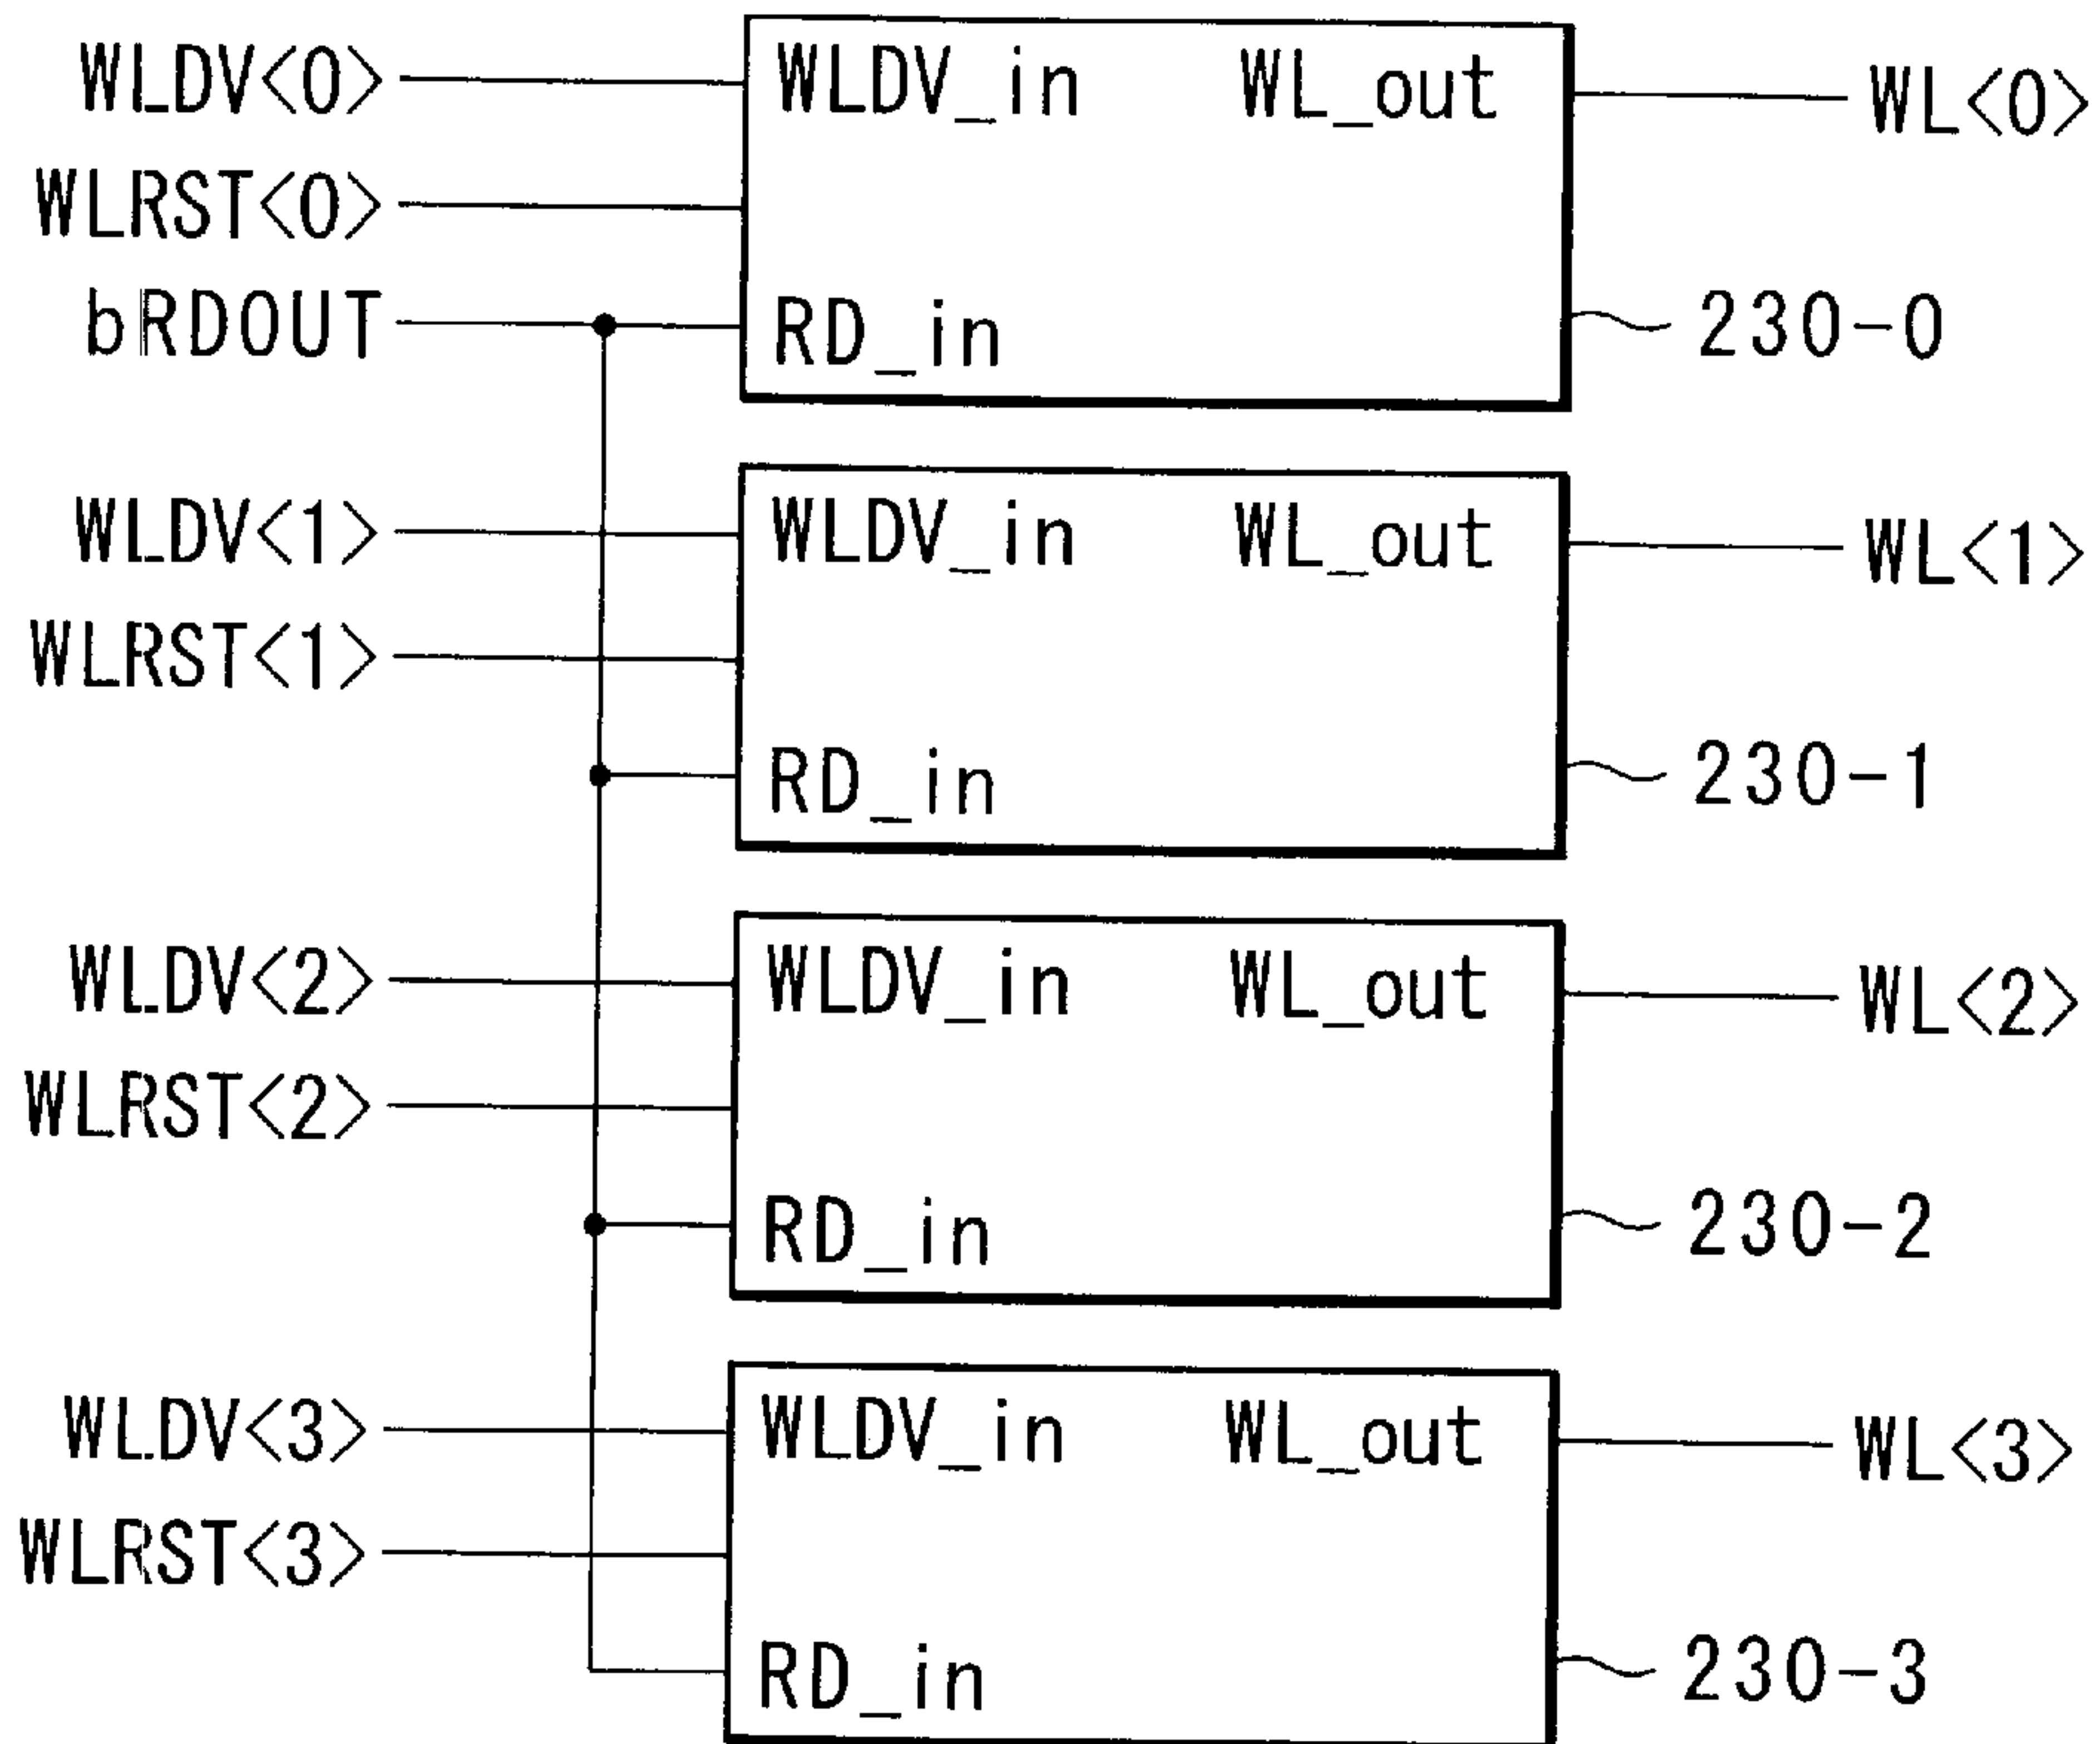 WLDV<0> WLDV_in WL_out WL<0>
WLRST<0>
bRDOUT RD_in 230-0
WLDV<1> WLDV_in WL_out WL<1>
WLRST<1>
RD_in 230-1
WLDV<2> WLDV_in WL_out WL<2>
WLRST<2>
RD_in 230-2
WLDV<3> WLDV_in WL_out WL<3>
WLRST<3>
RD_in 230-3